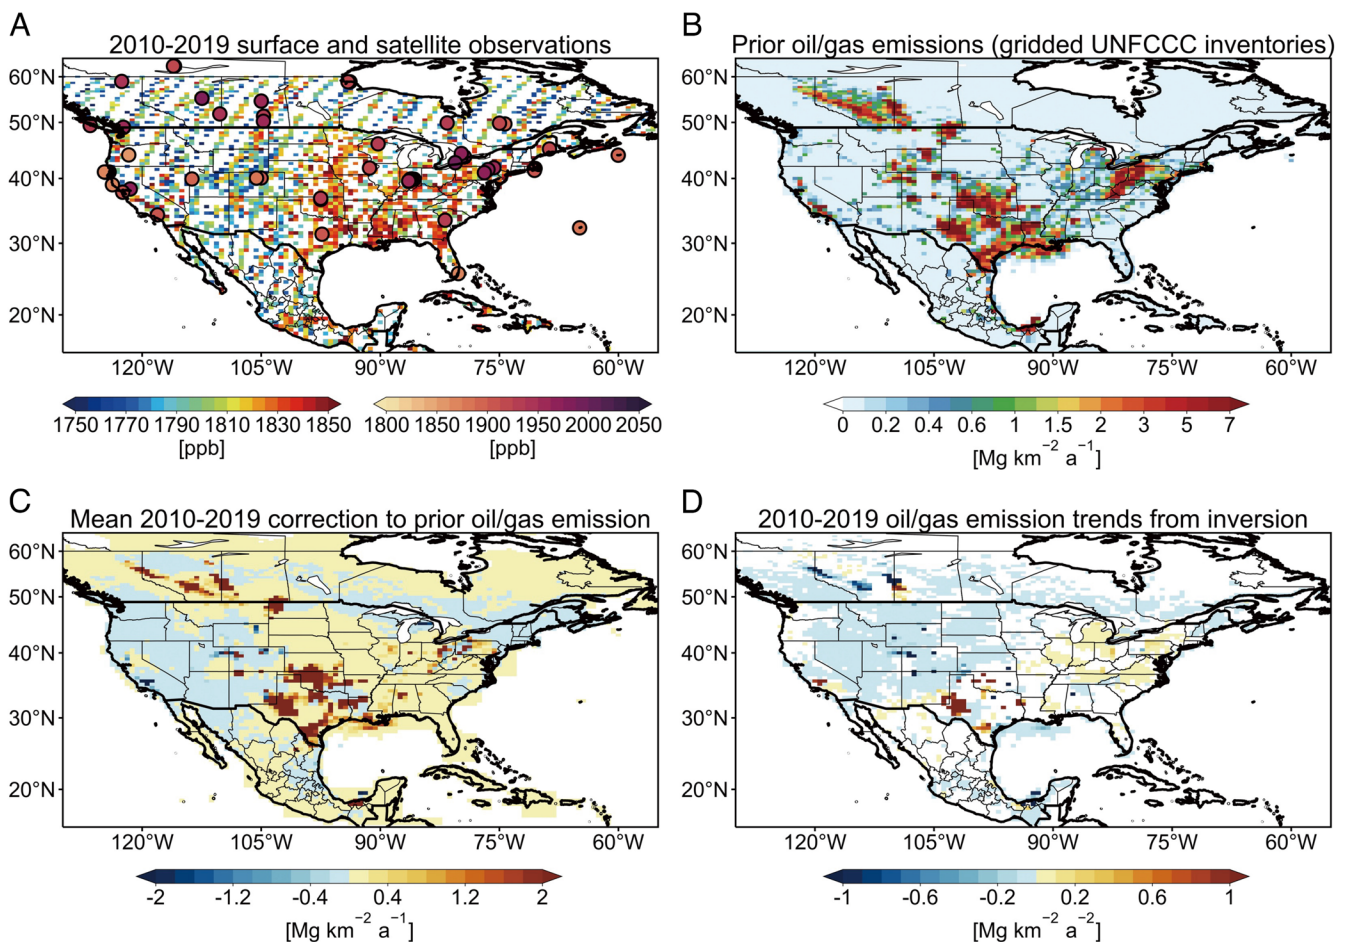 A
2010-2019 surface and satellite observations
60°N
50°N
40°N
30°N
20°N
120°W 105°W 90°W 75°W 60°W
1750 1770 1790 1810 1830 1850
[ppb]
1800 1850 1900 1950 2000 2050
[ppb]
B
Prior oil/gas emissions (gridded UNFCCC inventories)
60°N
50°N
40°N
30°N
20°N
120°W 105°W 90°W 75°W 60°W
0 0.2 0.4 0.6 1 1.5 2 3 5 7
[Mg km⁻² a⁻¹]
C
Mean 2010-2019 correction to prior oil/gas emission
60°N
50°N
40°N
30°N
20°N
120°W 105°W 90°W 75°W 60°W
-2 -1.2 -0.4 0.4 1.2 2
[Mg km⁻² a⁻¹]
D
2010-2019 oil/gas emission trends from inversion
60°N
50°N
40°N
30°N
20°N
120°W 105°W 90°W 75°W 60°W
-1 -0.6 -0.2 0.2 0.6 1
[Mg km⁻² a⁻²]